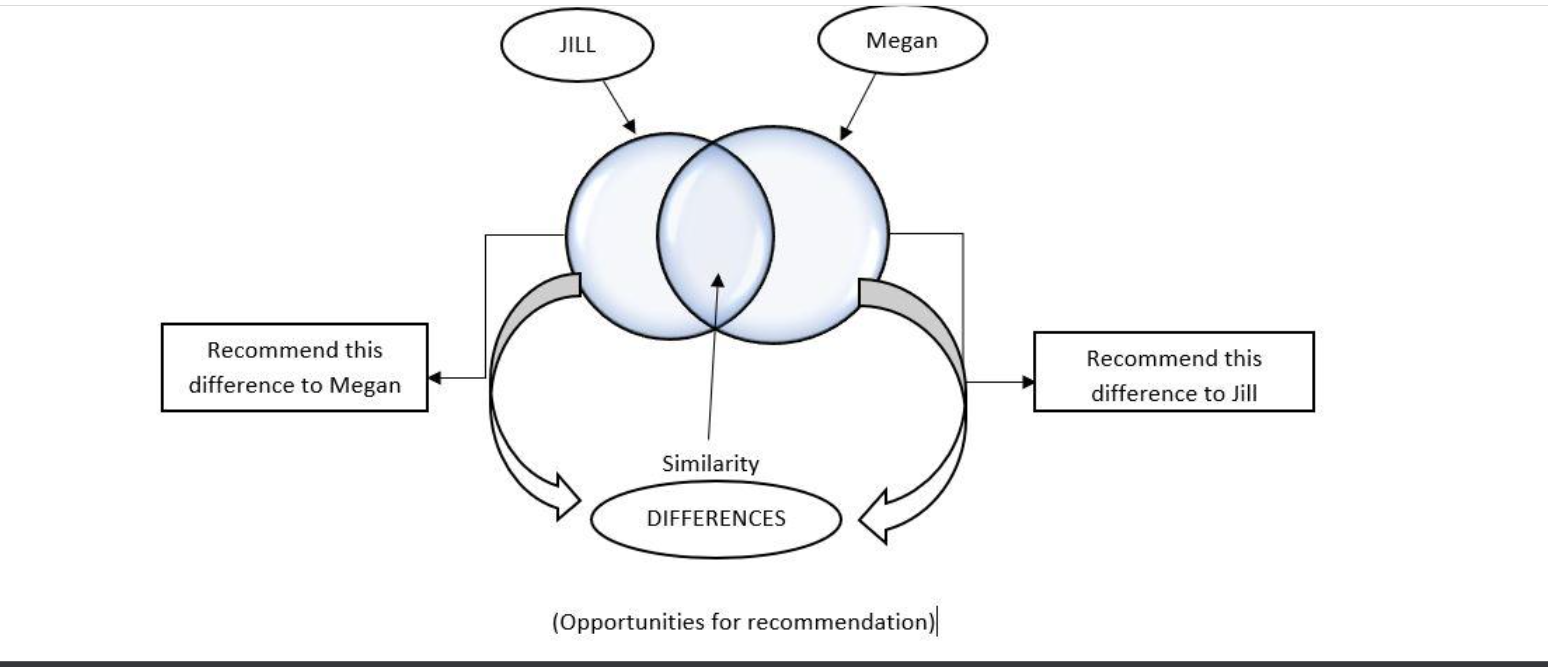 JILL
Megan
Recommend this
difference to Megan
Recommend this
difference to Jill
Similarity
DIFFERENCES
(Opportunities for recommendation)